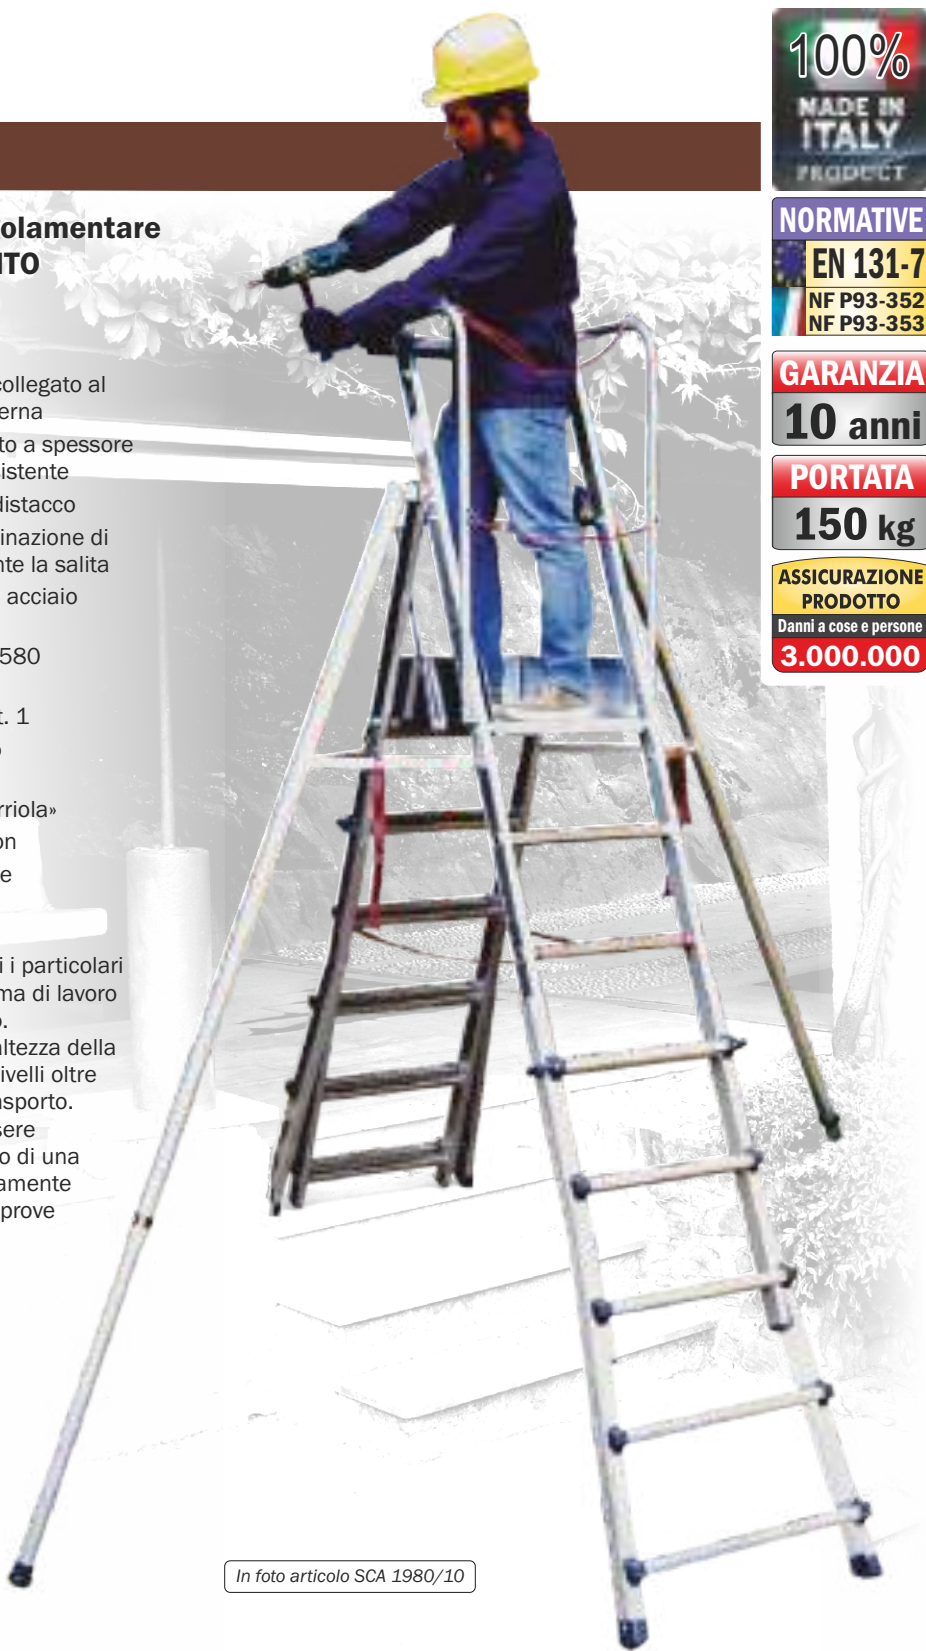 100%
MADE IN
ITALY
PRODUCT
NORMATIVE
EN 131-7
NF P93-352
NF P93-353
GARANZIA
10 anni
PORTATA
150 kg
ASSICURAZIONE
PRODOTTO
Danni a cose e persone
3.000.000
olamentare
collegato al
erna
to a spessore
sistente
distacco
inazione di
nte la salita
acciaio
580
t. 1
rriola»
on
e
i i particolari
ma di lavoro
o.
altezza della
ivelli oltre
asporto.
sere
o di una
amente
prove
In foto articolo SCA 1980/10